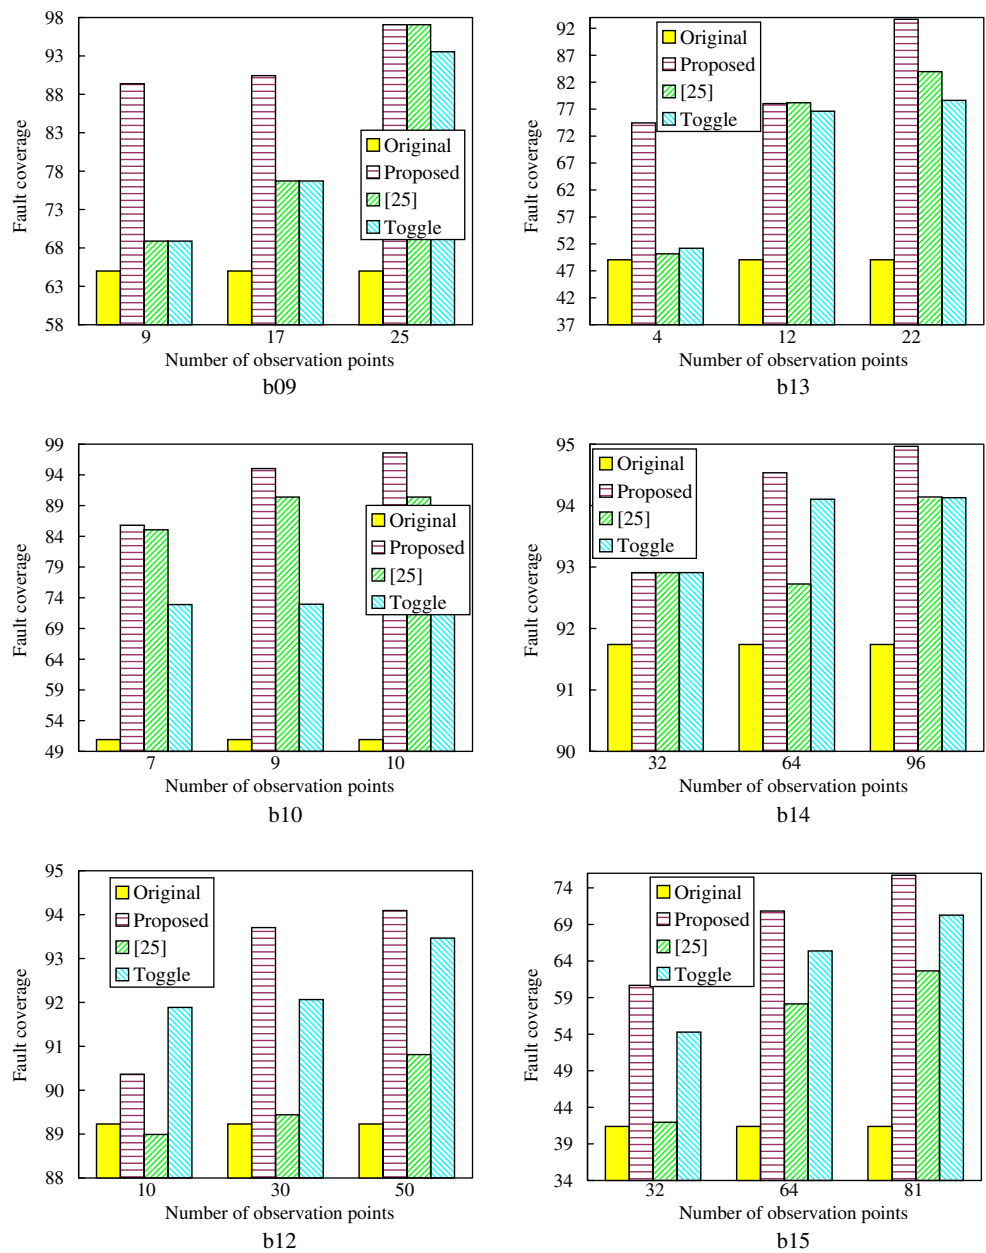 98
93
88
83
78
73
68
63
58
Fault coverage
Original
Proposed
[25]
Toggle
9 17 25
Number of observation points
b09
92
87
82
77
72
67
62
57
52
47
42
37
Fault coverage
Original
Proposed
[25]
Toggle
4 12 22
Number of observation points
b13
99
94
89
84
79
74
69
64
59
54
49
Fault coverage
Original
Proposed
[25]
Toggle
7 9 10
Number of observation points
b10
95
94
93
92
91
90
Fault coverage
Original
Proposed
[25]
Toggle
32 64 96
Number of observation points
b14
95
94
93
92
91
90
89
88
Fault coverage
Original
Proposed
[25]
Toggle
10 30 50
Number of observation points
b12
74
69
64
59
54
49
44
39
34
Fault coverage
Original
Proposed
[25]
Toggle
32 64 81
Number of observation points
b15